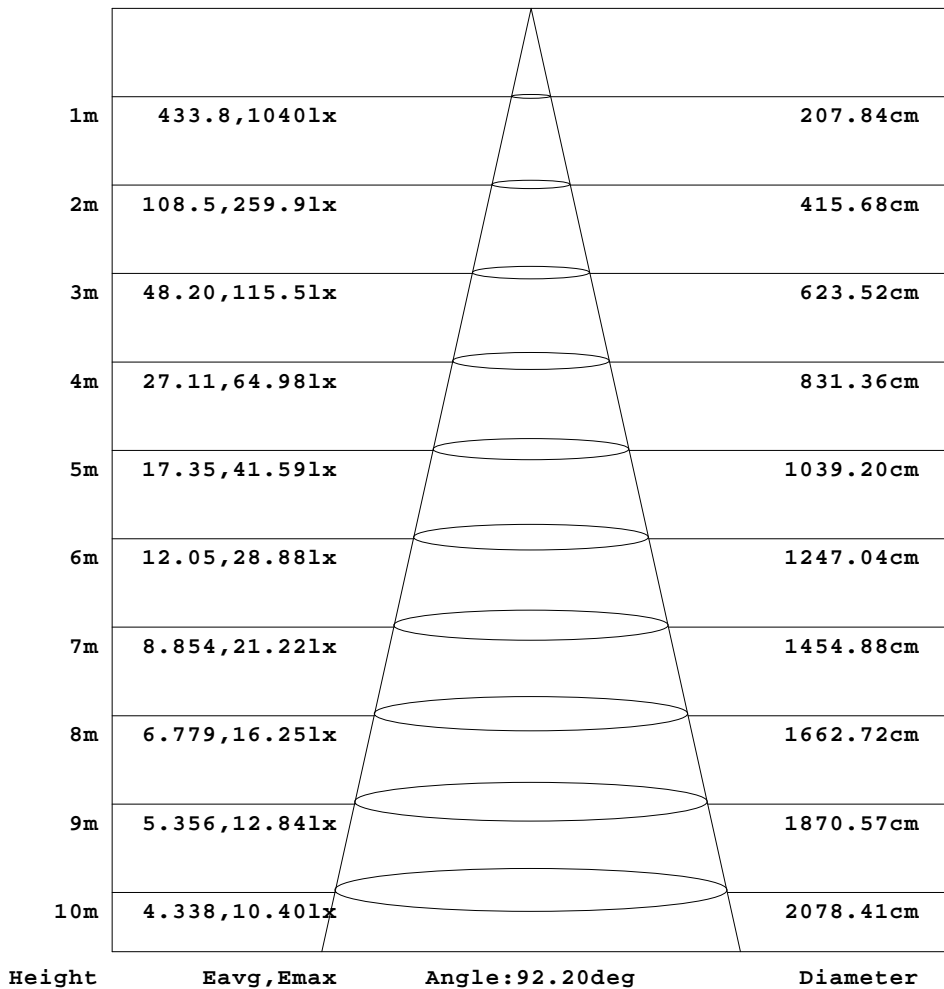 1m 433.8,1040lx 207.84cm
2m 108.5,259.9lx 415.68cm
3m 48.20,115.5lx 623.52cm
4m 27.11,64.98lx 831.36cm
5m 17.35,41.59lx 1039.20cm
6m 12.05,28.88lx 1247.04cm
7m 8.854,21.22lx 1454.88cm
8m 6.779,16.25lx 1662.72cm
9m 5.356,12.84lx 1870.57cm
10m 4.338,10.40lx 2078.41cm
Height Eavg,Emax Angle:92.20deg Diameter